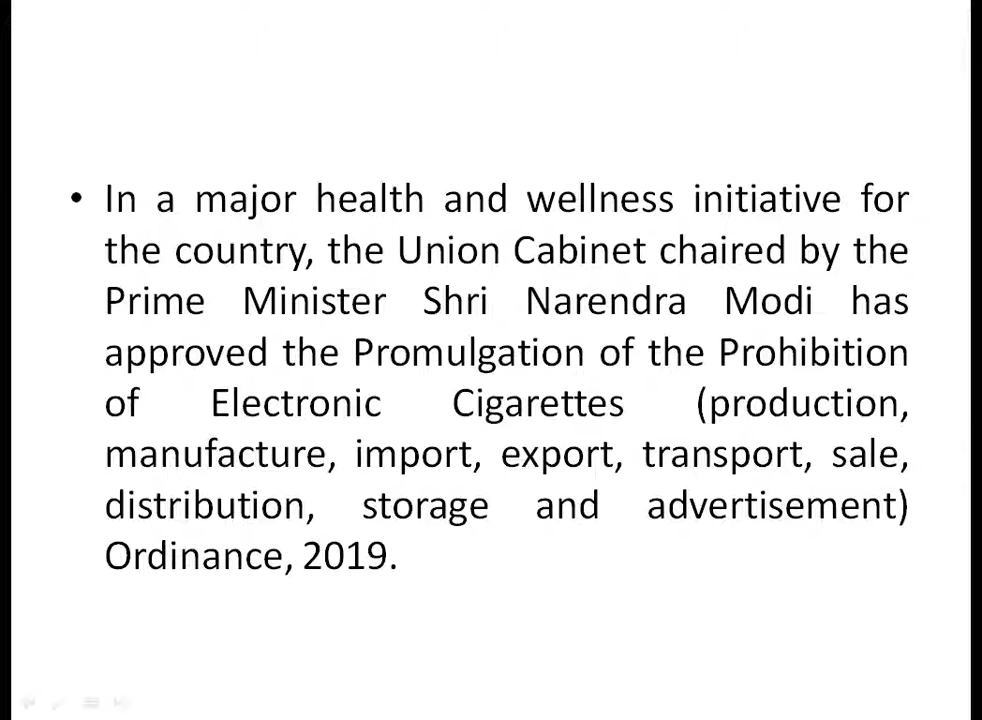 • In a major health and wellness initiative for
the country, the Union Cabinet chaired by the
Prime Minister Shri Narendra Modi has
approved the Promulgation of the Prohibition
of Electronic Cigarettes (production,
manufacture, import, export, transport, sale,
distribution, storage and advertisement)
Ordinance, 2019.